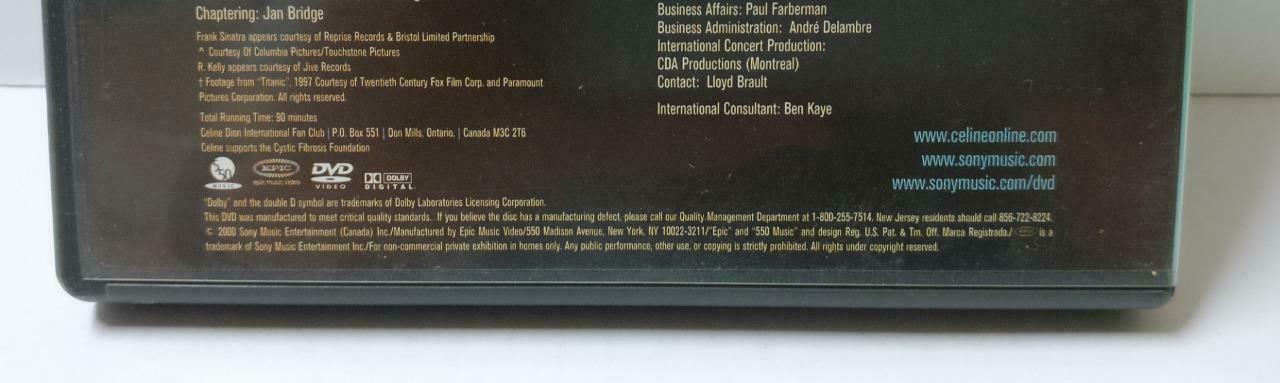 Chaptering: Jan Bridge
Frank Sinatra appears courtesy of Reprise Records & Bristol Limited Partnership
^ Courtesy Of Columbia Pictures/Touchstone Pictures
R. Kelly appears courtesy of Jive Records
† Footage from "Titanic", 1997 Courtesy of Twentieth Century Fox Film Corp. and Paramount
Pictures Corporation. All rights reserved.
Total Running Time: 90 minutes
Celine Dion International Fan Club | P.O. Box 551 | Don Mills, Ontario, | Canada M3C 2T6
Celine supports the Cystic Fibrosis Foundation
Business Affairs: Paul Farberman
Business Administration: André Delambre
International Concert Production:
CDA Productions (Montreal)
Contact: Lloyd Brault
International Consultant: Ben Kaye
www.celineonline.com
www.sonymusic.com
www.sonymusic.com/dvd
550
MUSIC
EPIC
epic music video
DVD
VIDEO
DOLBY
DIGITAL
"Dolby" and the double D symbol are trademarks of Dolby Laboratories Licensing Corporation.
This DVD was manufactured to meet critical quality standards. If you believe the disc has a manufacturing defect, please call our Quality Management Department at 1-800-255-7514. New Jersey residents should call 856-722-8224.
© 2000 Sony Music Entertainment (Canada) Inc./Manufactured by Epic Music Video/550 Madison Avenue, New York, NY 10022-3211/"Epic" and "550 Music" and design Reg. U.S. Pat. & Tm. Off. Marca Registrada./ is a
trademark of Sony Music Entertainment Inc./For non-commercial private exhibition in homes only. Any public performance, other use, or copying is strictly prohibited. All rights under copyright reserved.